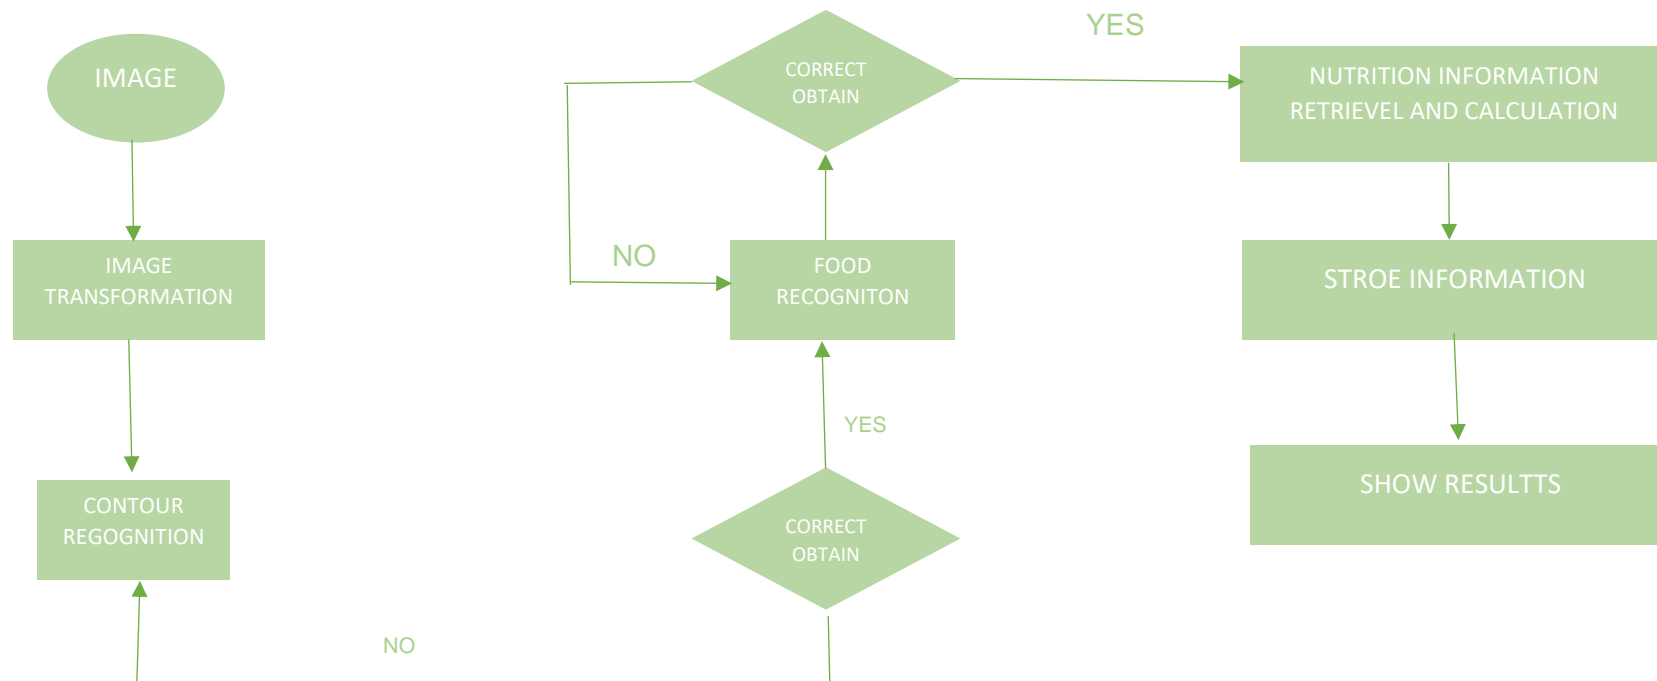 IMAGE
IMAGE
TRANSFORMATION
CONTOUR
REGOGNITION
NO
CORRECT
OBTAIN
YES
FOOD
RECOGNITON
NO
CORRECT
OBTAIN
YES
NUTRITION INFORMATION
RETRIEVEL AND CALCULATION
STROE INFORMATION
SHOW RESULTTS